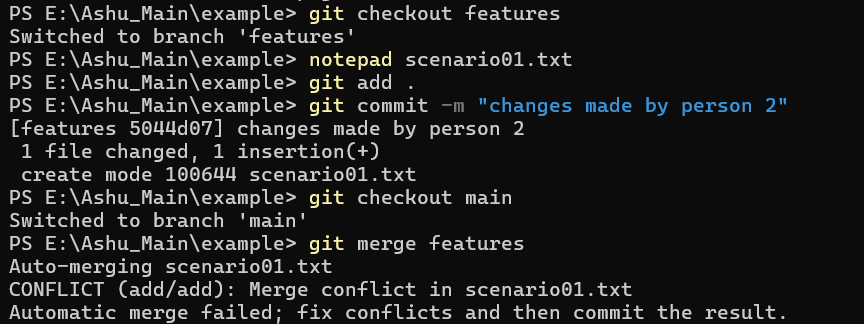 PS E:\Ashu_Main\example> git checkout features
Switched to branch 'features'
PS E:\Ashu_Main\example> notepad scenario01.txt
PS E:\Ashu_Main\example> git add .
PS E:\Ashu_Main\example> git commit -m "changes made by person 2"
[features 5044d07] changes made by person 2
 1 file changed, 1 insertion(+)
 create mode 100644 scenario01.txt
PS E:\Ashu_Main\example> git checkout main
Switched to branch 'main'
PS E:\Ashu_Main\example> git merge features
Auto-merging scenario01.txt
CONFLICT (add/add): Merge conflict in scenario01.txt
Automatic merge failed; fix conflicts and then commit the result.